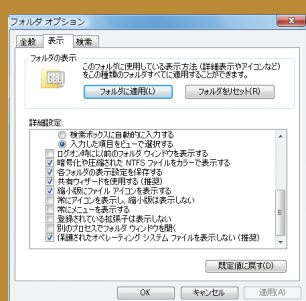 フォルダ オプション
全般 表示 検索
フォルダの表示
このフォルダに使用している表示方法 (詳細表示やアイコンなど)
をこの種類のフォルダすべてに適用することができます。
フォルダに適用(L) フォルダをリセット(R)
詳細設定:
検索ボックスに自動的に入力する
入力した項目をビューで選択する
ログオン時に以前のフォルダ ウィンドウを表示する
暗号化や圧縮された NTFS ファイルをカラーで表示する
各フォルダの表示設定を保存する
共有ウィザードを使用する (推奨)
縮小版にファイル アイコンを表示する
常にアイコンを表示し、縮小版は表示しない
常にメニューを表示する
登録されている拡張子は表示しない
別のプロセスでフォルダ ウィンドウを開く
保護されたオペレーティング システム ファイルを表示しない (推奨)
既定値に戻す(D)
OK キャンセル 適用(A)